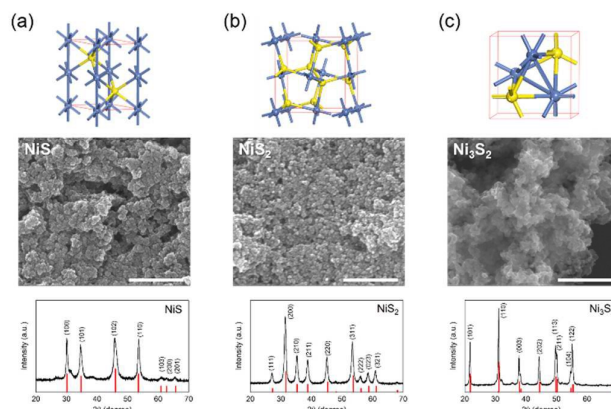 (a)
(b)
(c)
NiS
NiS2
Ni3S2
NiS
(100)
(101)
(102)
(110)
(103)
(200)
(201)
Intensity (a.u.)
20 30 40 50 60 70
NiS2
(111)
(200)
(210)
(211)
(220)
(311)
(222)
(023)
(321)
Intensity (a.u.)
20 30 40 50 60 70
Ni3S
(101)
(110)
(003)
(202)
(113)
(211)
(104)
(122)
Intensity (a.u.)
20 30 40 50 60 70